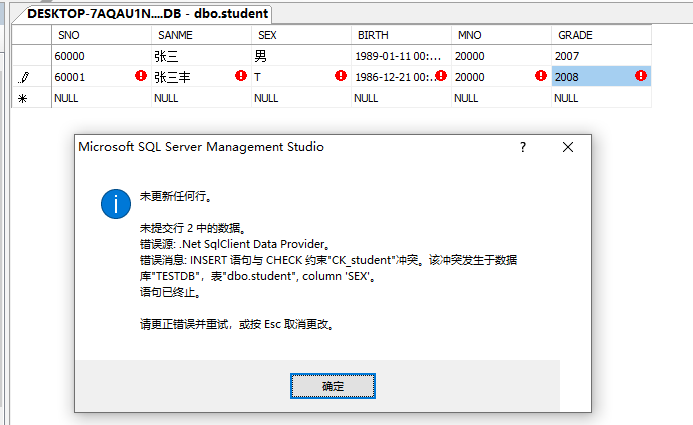 DESKTOP-7AQAU1N....DB - dbo.student
SNO SANME SEX BIRTH MNO GRADE
60000 张三 男 1989-01-11 00:... 20000 2007
60001 张三丰 T 1986-12-21 00:... 20000 2008
NULL NULL NULL NULL NULL NULL
Microsoft SQL Server Management Studio
未更新任何行。
未提交行 2 中的数据。
错误源: .Net SqlClient Data Provider。
错误消息: INSERT 语句与 CHECK 约束"CK_student"冲突。该冲突发生于数据
库"TESTDB"，表"dbo.student", column 'SEX'。
语句已终止。
请更正错误并重试，或按 Esc 取消更改。
确定